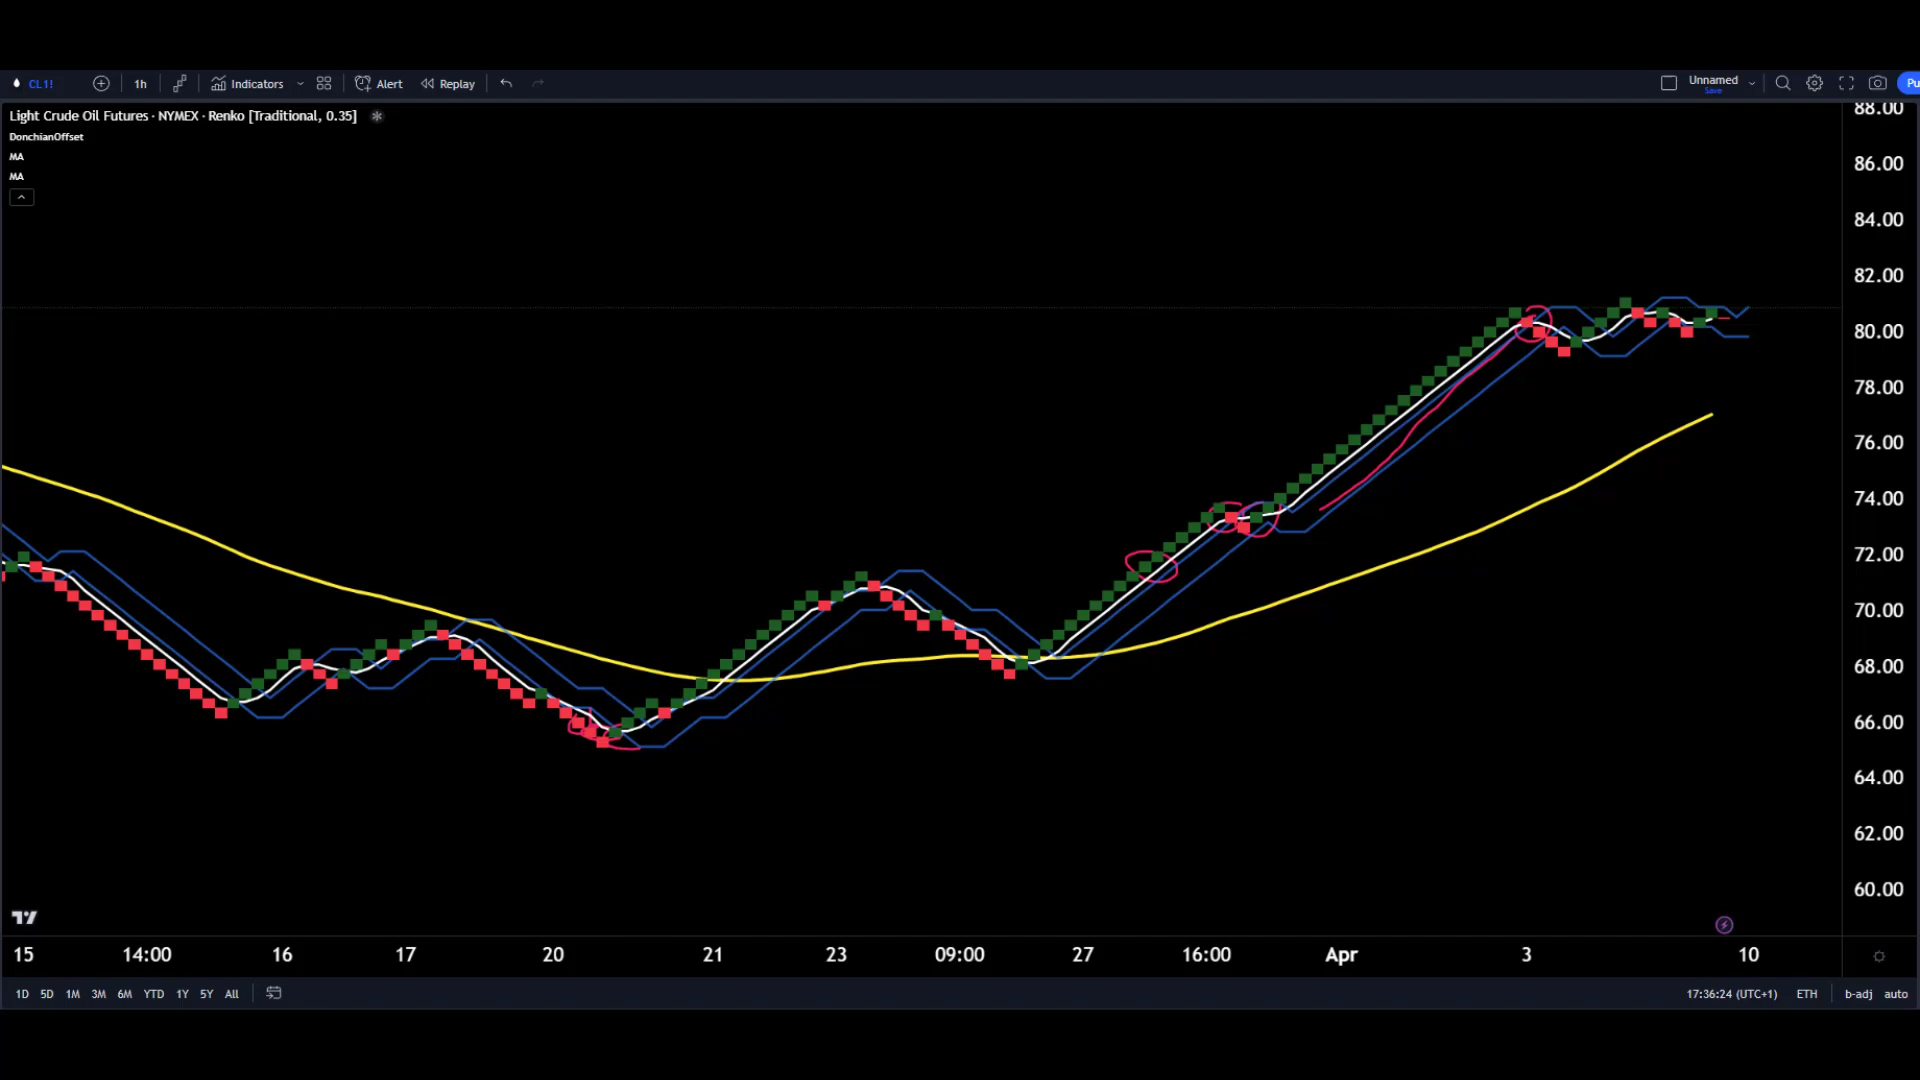 CL1! 1h Indicators Alert Replay Unnamed Pu
Save
Light Crude Oil Futures · NYMEX · Renko [Traditional, 0.35]
DonchianOffset
MA
MA
88.00
86.00
84.00
82.00
80.00
78.00
76.00
74.00
72.00
70.00
68.00
66.00
64.00
62.00
60.00
15 14:00 16 17 20 21 23 09:00 27 16:00 Apr 3 10
1D 5D 1M 3M 6M YTD 1Y 5Y All 17:36:24 (UTC+1) ETH b-adj auto